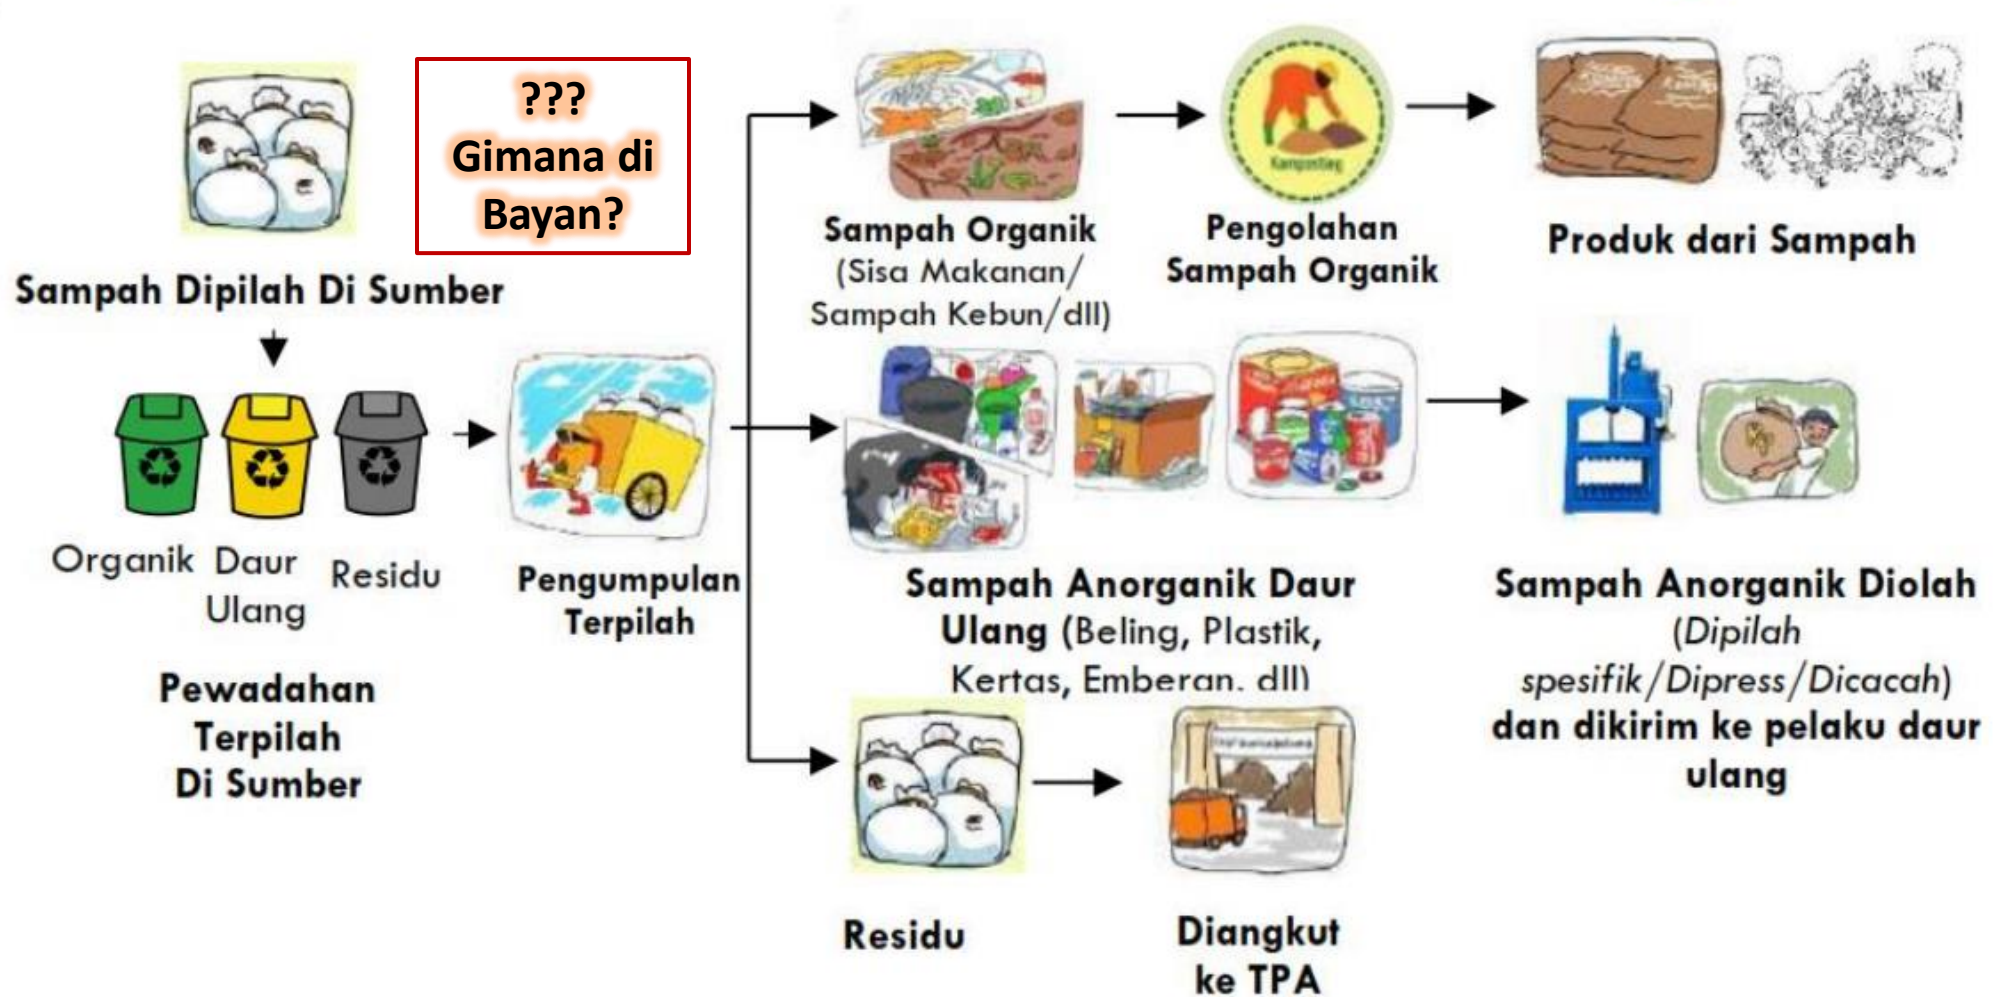 ???
Gimana di
Bayan?
Sampah Dipilah Di Sumber
Organik
Daur
Ulang
Residu
Pewadahan
Terpilah
Di Sumber
Pengumpulan
Terpilah
Sampah Organik
(Sisa Makanan/
Sampah Kebun/dll)
Komposting
Pengolahan
Sampah Organik
Produk dari Sampah
Sampah Anorganik Daur
Ulang (Beling, Plastik,
Kertas, Emberan. dll)
Sampah Anorganik Diolah
(Dipilah
spesifik/Dipress/Dicacah)
dan dikirim ke pelaku daur
ulang
Residu
Diangkut
ke TPA